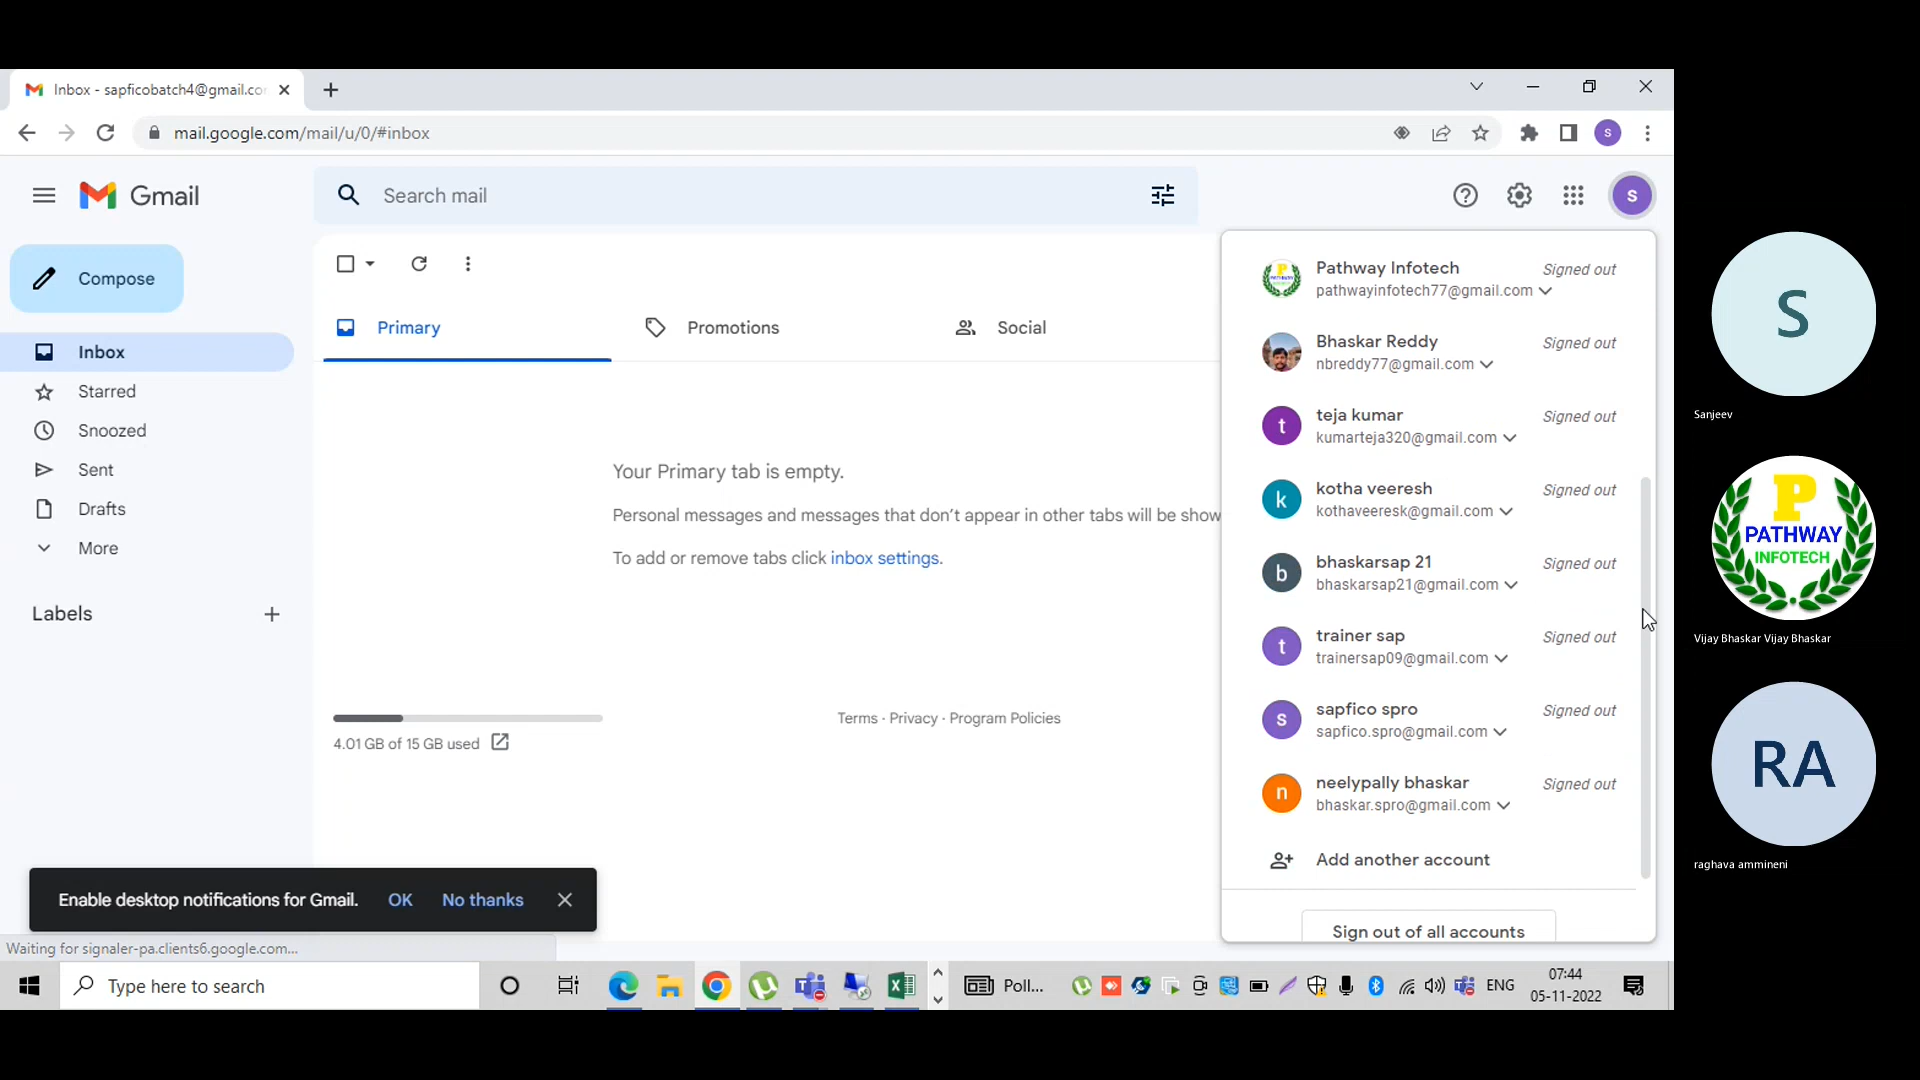 Inbox - sapficobatch4@gmail.co
mail.google.com/mail/u/0/#inbox
s
Gmail
Search mail
s
Compose
Inbox
Starred
Snoozed
Sent
Drafts
More
Labels
Primary
Promotions
Social
Your Primary tab is empty.
Personal messages and messages that don't appear in other tabs will be show
To add or remove tabs click inbox settings.
4.01 GB of 15 GB used
Terms · Privacy · Program Policies
Pathway Infotech
Signed out
pathwayinfotech77@gmail.com
Bhaskar Reddy
Signed out
nbreddy77@gmail.com
t
teja kumar
Signed out
kumarteja320@gmail.com
k
kotha veeresh
Signed out
kothaveeresk@gmail.com
b
bhaskarsap 21
Signed out
bhaskarsap21@gmail.com
t
trainer sap
Signed out
trainersap09@gmail.com
s
sapfico spro
Signed out
sapfico.spro@gmail.com
n
neelypally bhaskar
Signed out
bhaskar.spro@gmail.com
Add another account
Sign out of all accounts
Enable desktop notifications for Gmail. OK No thanks
Waiting for signaler-pa.clients6.google.com...
Type here to search
Poll...
ENG
07:44
05-11-2022
S
Sanjeev
P
PATHWAY
INFOTECH
Vijay Bhaskar Vijay Bhaskar
RA
raghava ammineni